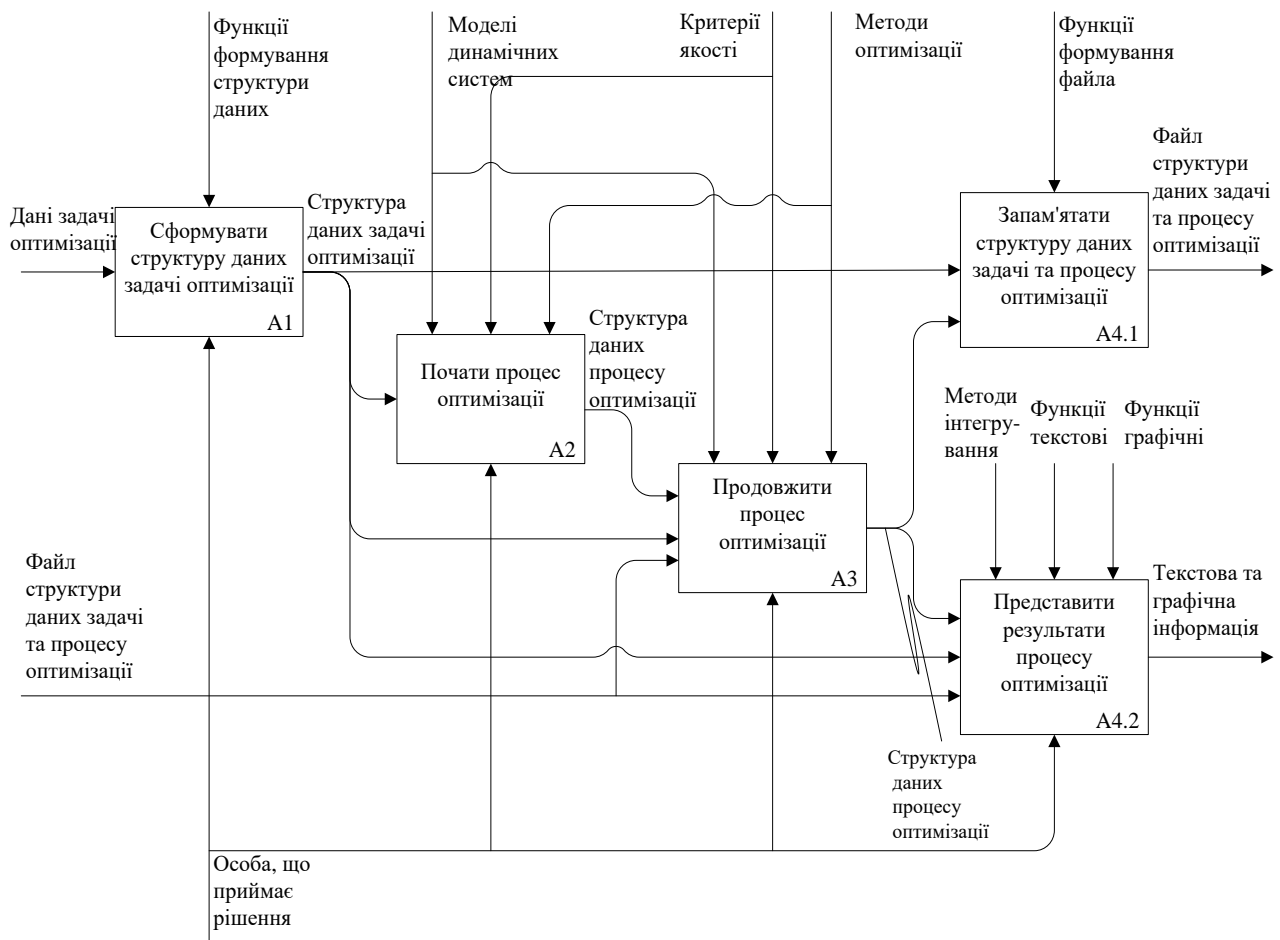 Функції
формування
структури
даних
Моделі
динамічних
систем
Критерії
якості
Методи
оптимізації
Функції
формування
файла
Файл
структури
даних задачі
та процесу
оптимізації
Дані задачі
оптимізації
Сформувати
структуру даних
задачі оптимізації
A1
Структура
даних задачі
оптимізації
Запам'ятати
структуру даних
задачі та процесу
оптимізації
A4.1
Почати процес
оптимізації
A2
Структура
даних
процесу
оптимізації
Методи
інтегру-
вання
Функції
текстові
Функції
графічні
Продовжити
процес
оптимізації
A3
Файл
структури
даних задачі
та процесу
оптимізації
Представити
результати
процесу
оптимізації
A4.2
Текстова та
графічна
інформація
Структура
даних
процесу
оптимізації
Особа, що
приймає
рішення